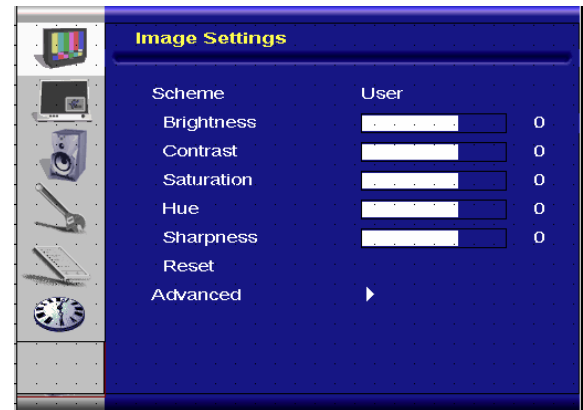 Image Settings
Scheme User
Brightness 0
Contrast 0
Saturation 0
Hue 0
Sharpness 0
Reset
Advanced